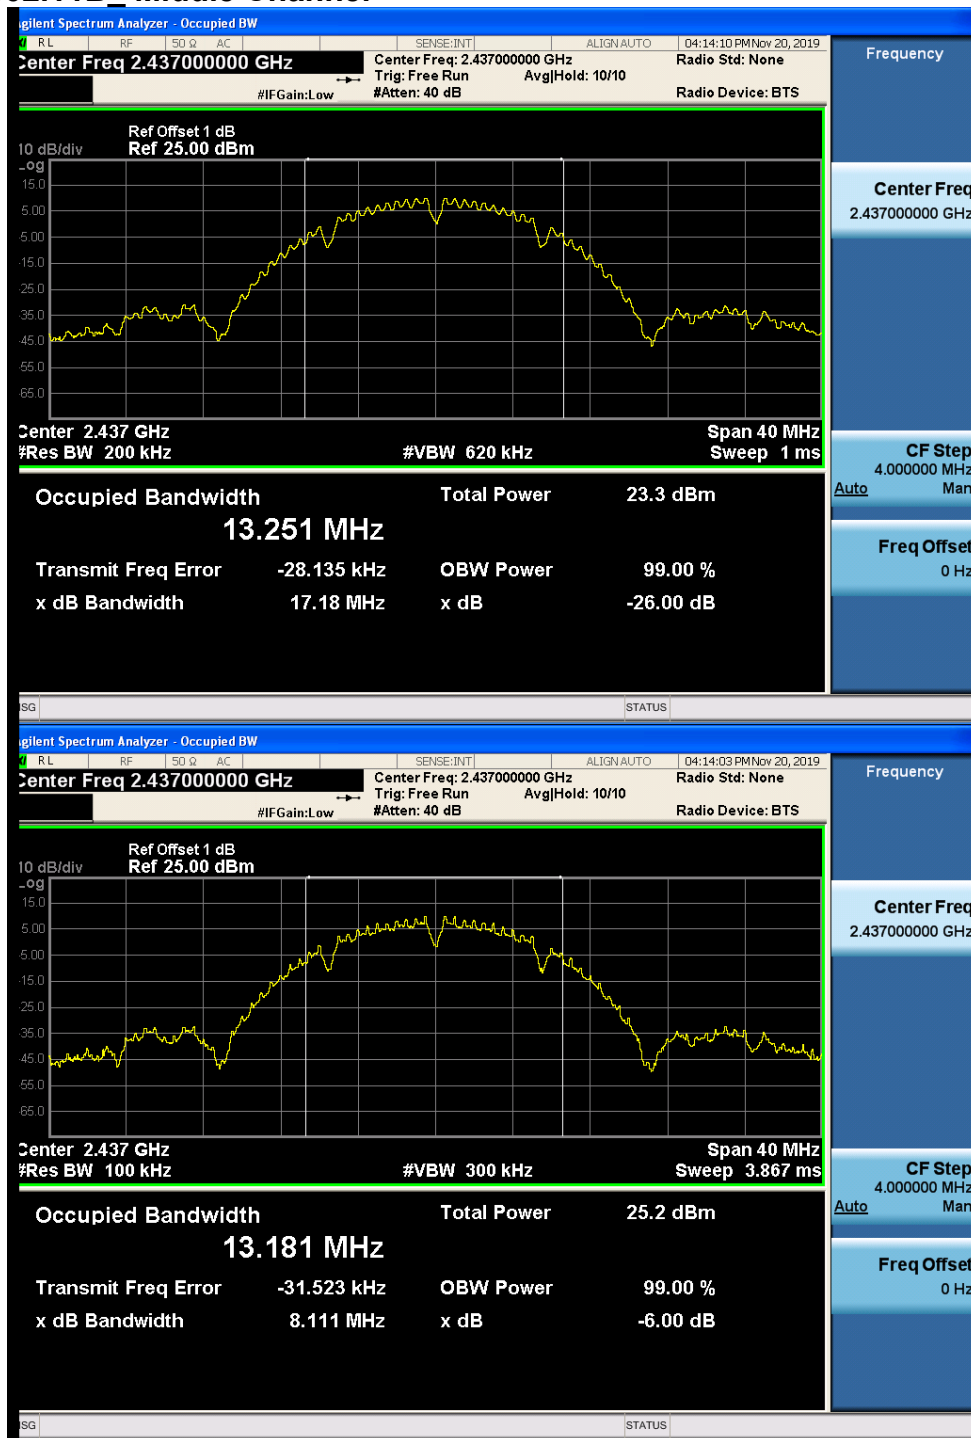 Agilent Spectrum Analyzer - Occupied BW
RL RF 50 Ω AC SENSE:INT ALIGN AUTO 04:14:10 PM Nov 20, 2019
Center Freq 2.437000000 GHz
Center Freq: 2.437000000 GHz Radio Std: None
Trig: Free Run Avg|Hold: 10/10
#IFGain:Low #Atten: 40 dB Radio Device: BTS
Frequency
Ref Offset 1 dB
10 dB/div Ref 25.00 dBm
Log
15.0
5.00
-5.00
-15.0
-25.0
-35.0
-45.0
-55.0
-65.0
Center Freq
2.437000000 GHz
Center 2.437 GHz Span 40 MHz
#Res BW 200 kHz #VBW 620 kHz Sweep 1 ms
CF Step
4.000000 MHz
Auto Man
Occupied Bandwidth Total Power 23.3 dBm
13.251 MHz
Transmit Freq Error -28.135 kHz OBW Power 99.00 %
x dB Bandwidth 17.18 MHz x dB -26.00 dB
Freq Offset
0 Hz
MSG STATUS
Agilent Spectrum Analyzer - Occupied BW
RL RF 50 Ω AC SENSE:INT ALIGN AUTO 04:14:03 PM Nov 20, 2019
Center Freq 2.437000000 GHz
Center Freq: 2.437000000 GHz Radio Std: None
Trig: Free Run Avg|Hold: 10/10
#IFGain:Low #Atten: 40 dB Radio Device: BTS
Frequency
Ref Offset 1 dB
10 dB/div Ref 25.00 dBm
Log
15.0
5.00
-5.00
-15.0
-25.0
-35.0
-45.0
-55.0
-65.0
Center Freq
2.437000000 GHz
Center 2.437 GHz Span 40 MHz
#Res BW 100 kHz #VBW 300 kHz Sweep 3.867 ms
CF Step
4.000000 MHz
Auto Man
Occupied Bandwidth Total Power 25.2 dBm
13.181 MHz
Transmit Freq Error -31.523 kHz OBW Power 99.00 %
x dB Bandwidth 8.111 MHz x dB -6.00 dB
Freq Offset
0 Hz
MSG STATUS